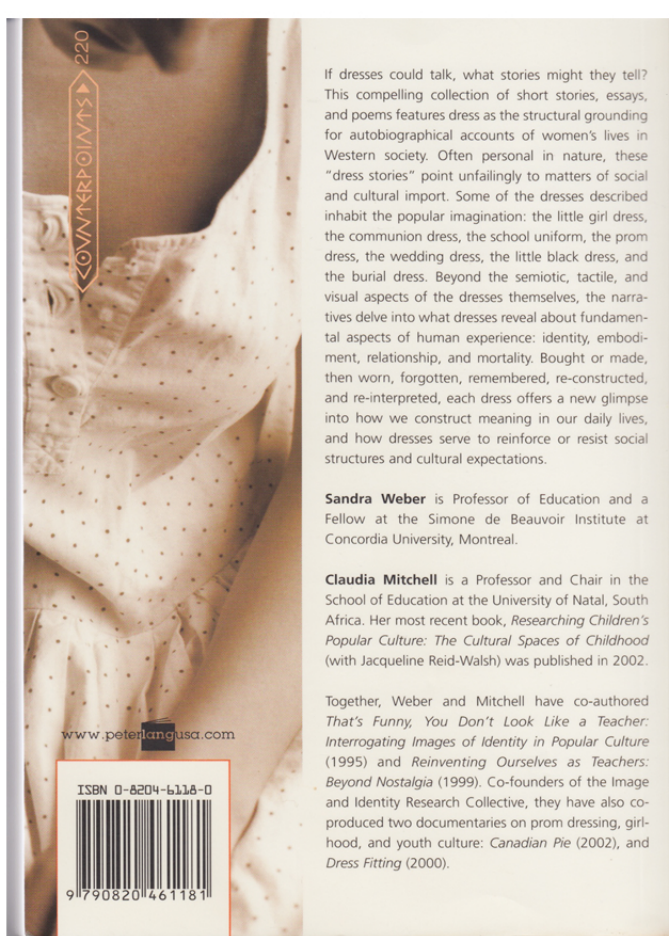 COUNTERPOINTS 220
If dresses could talk, what stories might they tell?
This compelling collection of short stories, essays,
and poems features dress as the structural grounding
for autobiographical accounts of women's lives in
Western society. Often personal in nature, these
"dress stories" point unfailingly to matters of social
and cultural import. Some of the dresses described
inhabit the popular imagination: the little girl dress,
the communion dress, the school uniform, the prom
dress, the wedding dress, the little black dress, and
the burial dress. Beyond the semiotic, tactile, and
visual aspects of the dresses themselves, the narra-
tives delve into what dresses reveal about fundamen-
tal aspects of human experience: identity, embodi-
ment, relationship, and mortality. Bought or made,
then worn, forgotten, remembered, re-constructed,
and re-interpreted, each dress offers a new glimpse
into how we construct meaning in our daily lives,
and how dresses serve to reinforce or resist social
structures and cultural expectations.
Sandra Weber is Professor of Education and a
Fellow at the Simone de Beauvoir Institute at
Concordia University, Montreal.
Claudia Mitchell is a Professor and Chair in the
School of Education at the University of Natal, South
Africa. Her most recent book, Researching Children's
Popular Culture: The Cultural Spaces of Childhood
(with Jacqueline Reid-Walsh) was published in 2002.
Together, Weber and Mitchell have co-authored
That's Funny, You Don't Look Like a Teacher:
Interrogating Images of Identity in Popular Culture
(1995) and Reinventing Ourselves as Teachers:
Beyond Nostalgia (1999). Co-founders of the Image
and Identity Research Collective, they have also co-
produced two documentaries on prom dressing, girl-
hood, and youth culture: Canadian Pie (2002), and
Dress Fitting (2000).
www.peterlangusa.com
ISBN 0-8204-6118-0
9 790820 461181